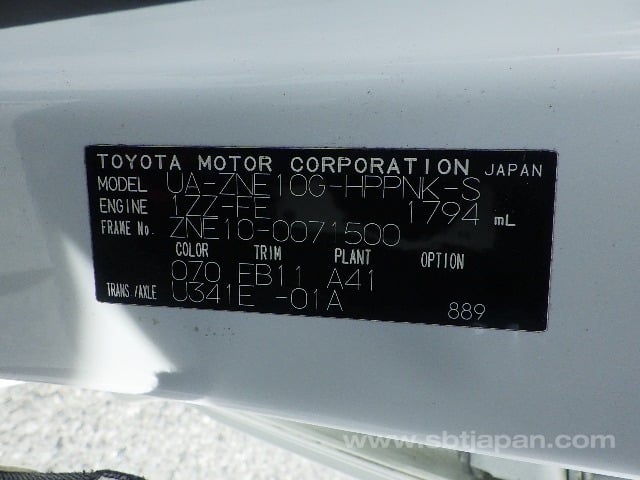 TOYOTA MOTOR CORPORATION JAPAN
MODEL UA-ZNE10G-HPPNK-S
ENGINE 1ZZ-FE 1794 mL
FRAME No. ZNE10-0071500
COLOR TRIM PLANT OPTION
070 FB11 A41
TRANS./AXLE U341E -01A
889
www.sbtjapan.com